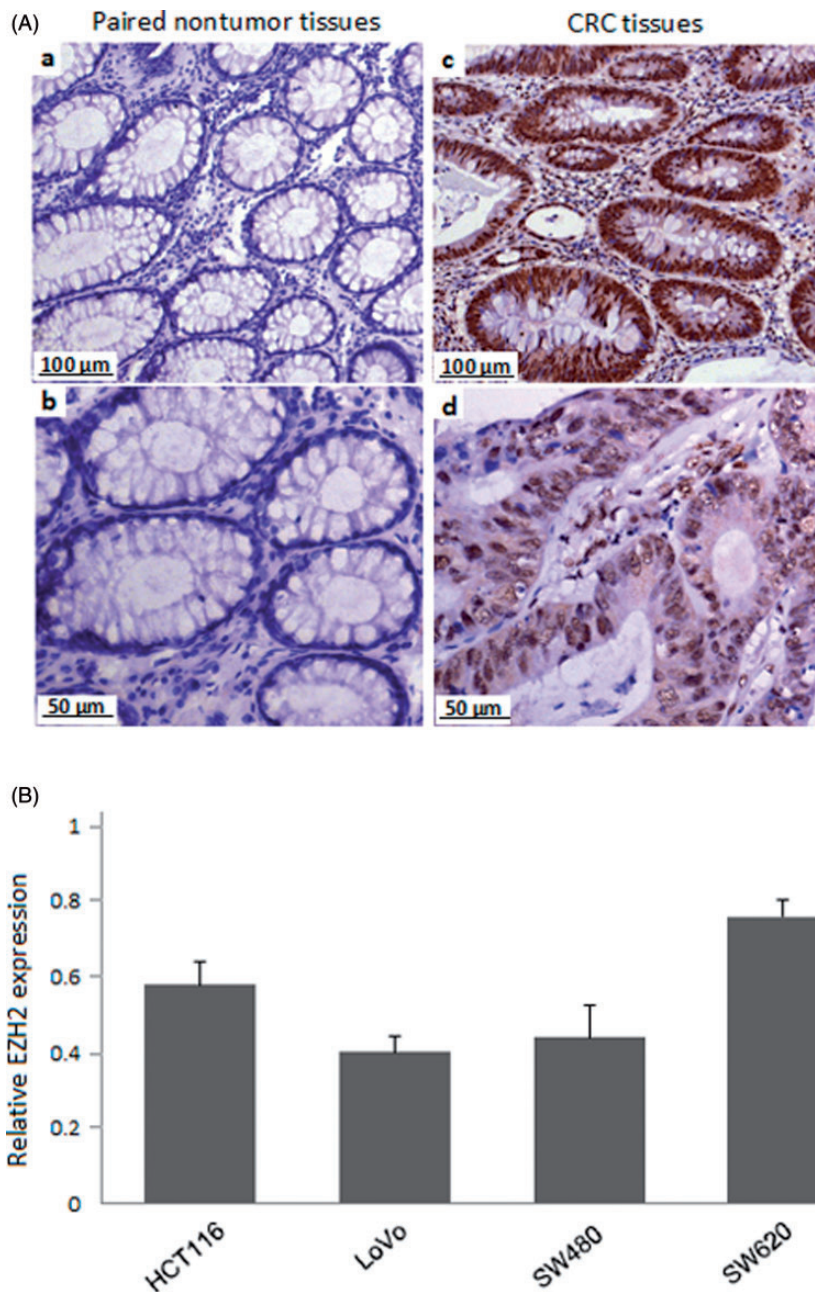 (A)
Paired nontumor tissues
CRC tissues
a
c
100 µm
100 µm
b
d
50 µm
50 µm
(B)
Relative EZH2 expression
1
0.8
0.6
0.4
0.2
0
HCT116
LoVo
SW480
SW620